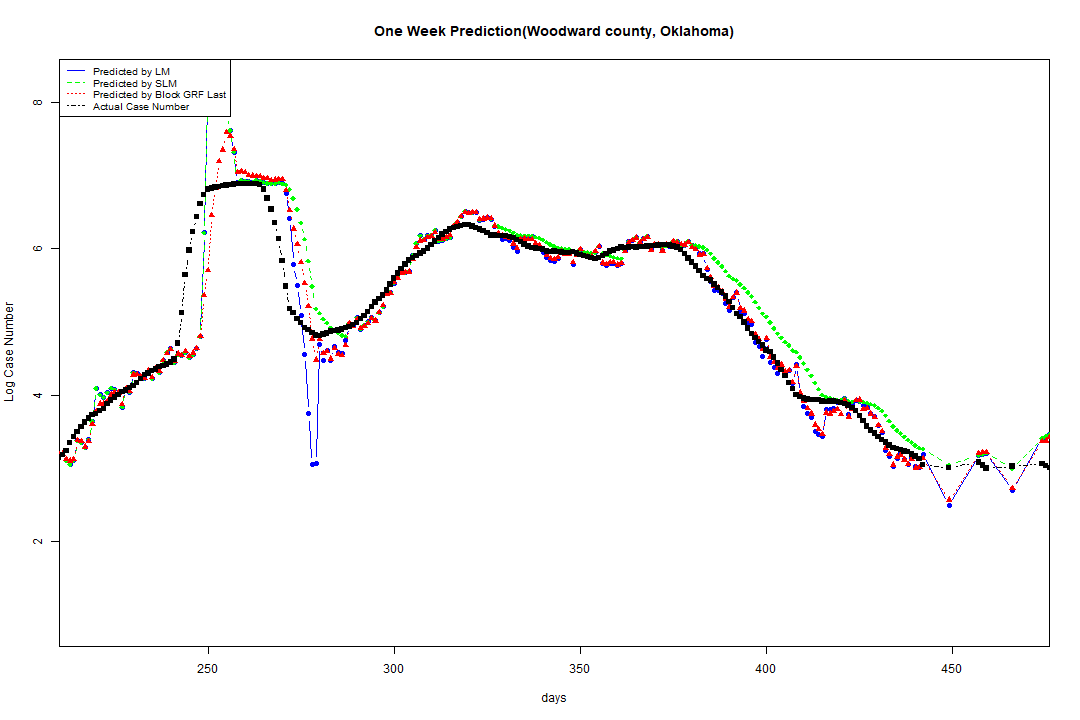 One Week Prediction(Woodward county, Oklahoma)
Predicted by LM
Predicted by SLM
Predicted by Block GRF Last
Actual Case Number
8
6
4
2
Log Case Number
250 300 350 400 450
days